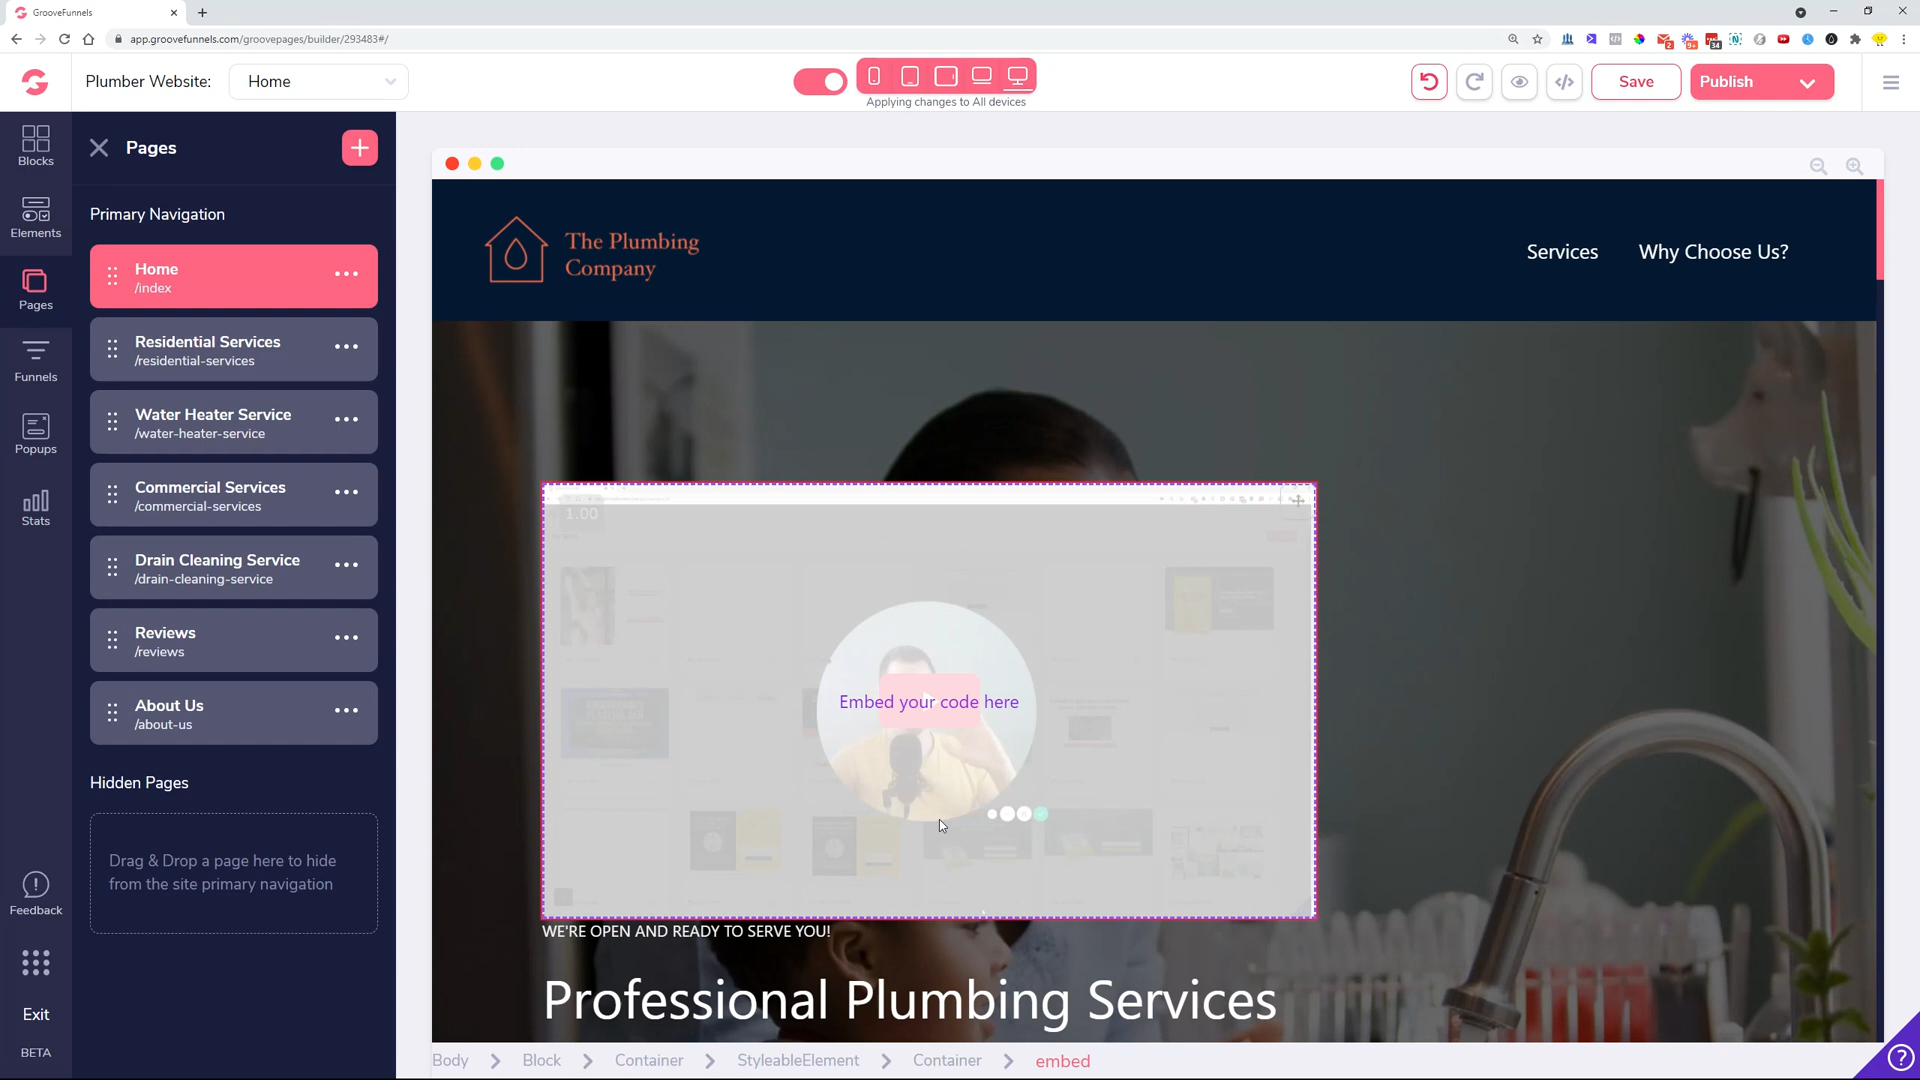 GrooveFunnels
app.groovefunnels.com/groovepages/builder/293483#/
2
9+
34
Plumber Website:
Home
Applying changes to All devices
Save
Publish
Blocks
Elements
Pages
Funnels
Popups
Stats
Feedback
Exit
BETA
Pages
Primary Navigation
Home
/index
Residential Services
/residential-services
Water Heater Service
/water-heater-service
Commercial Services
/commercial-services
Drain Cleaning Service
/drain-cleaning-service
Reviews
/reviews
About Us
/about-us
Hidden Pages
Drag & Drop a page here to hide
from the site primary navigation
The Plumbing
Company
Services
Why Choose Us?
1.00
Embed your code here
WE'RE OPEN AND READY TO SERVE YOU!
Professional Plumbing Services
Body
Block
Container
StyleableElement
Container
embed